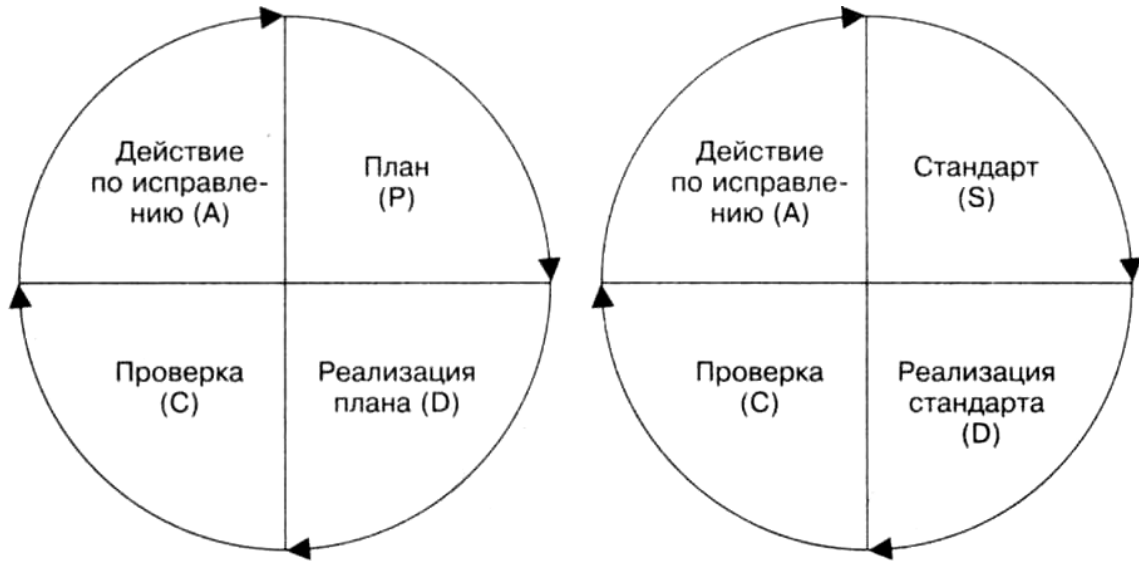 Действие
по исправле-
нию (A)
План
(P)
Проверка
(C)
Реализация
плана (D)
Действие
по исправле-
нию (A)
Стандарт
(S)
Проверка
(C)
Реализация
стандарта
(D)